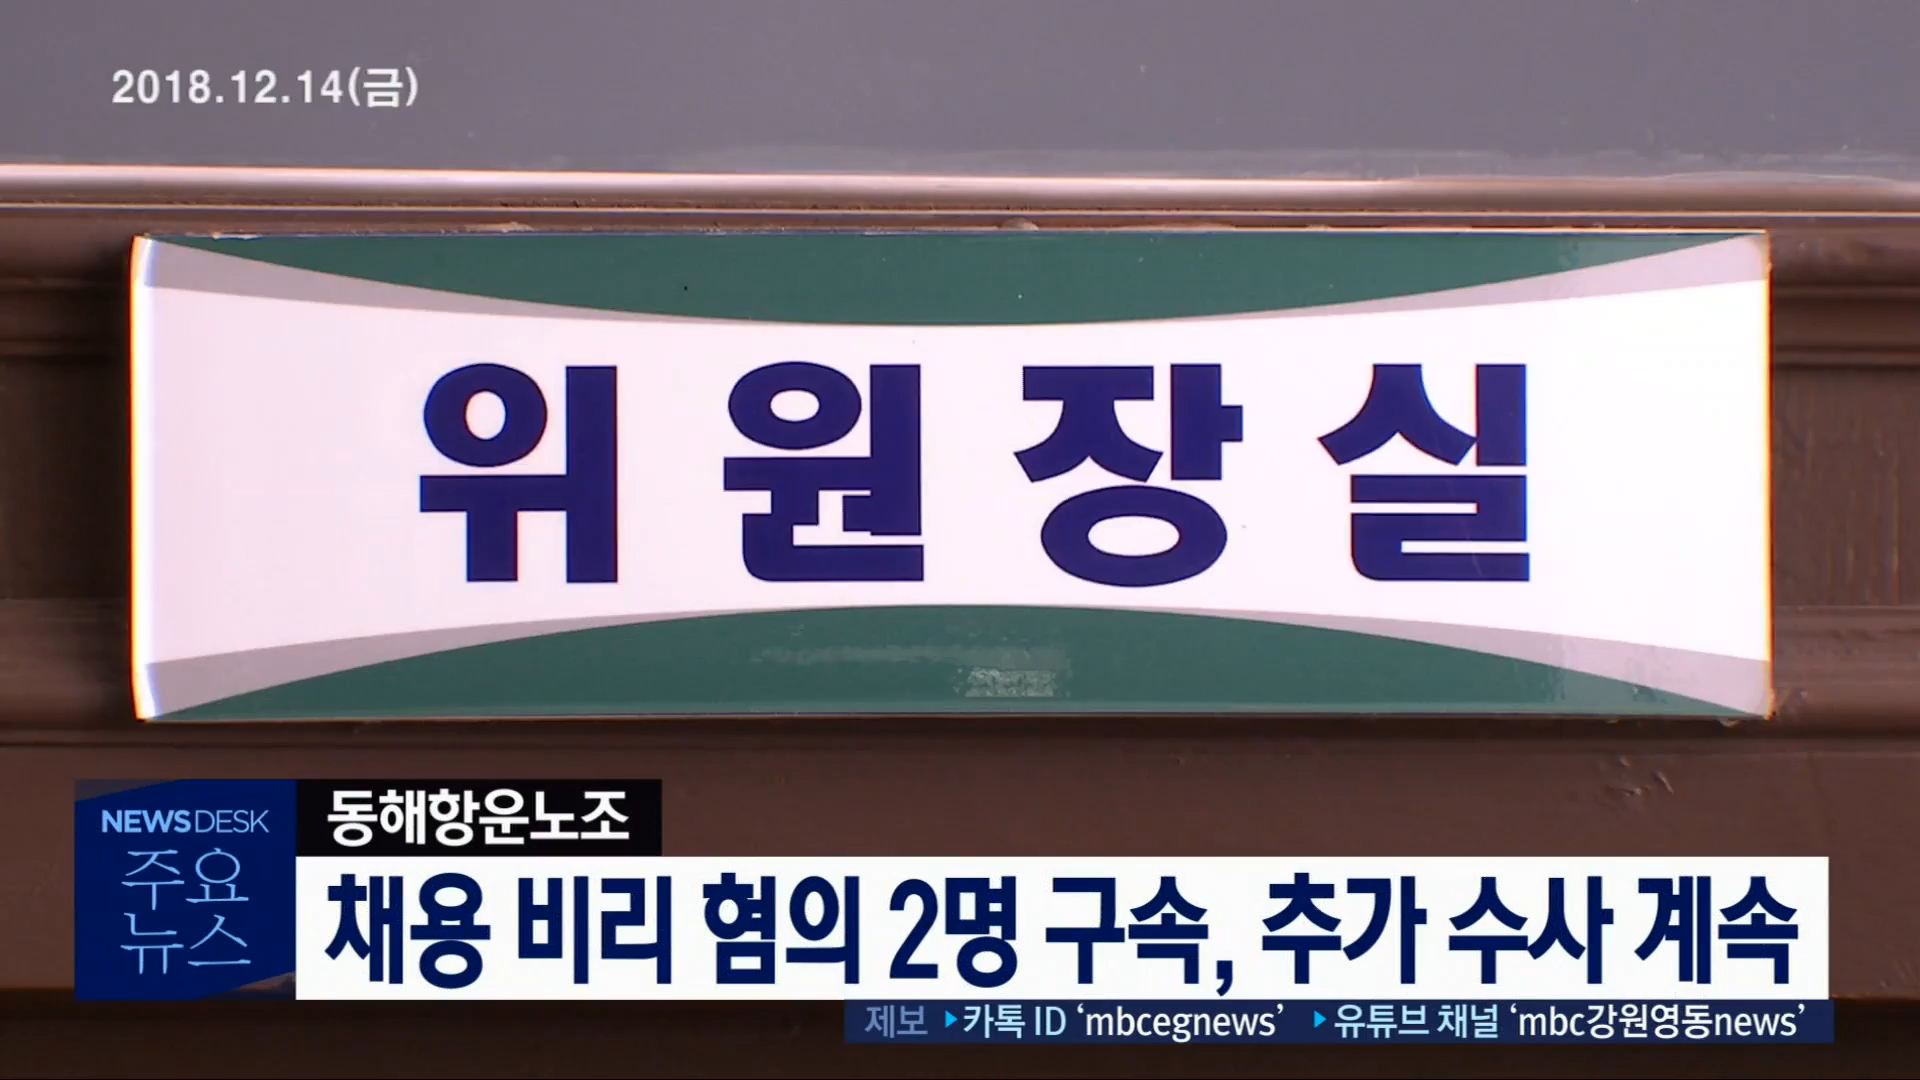 2018.12.14(금)
위원장실
NEWSDESK
주요
뉴스
동해항운노조
채용 비리 혐의 2명 구속, 추가 수사 계속
제보 ▶카톡 ID ‘mbcegnews’ ▶유튜브 채널 ‘mbc강원영동news’